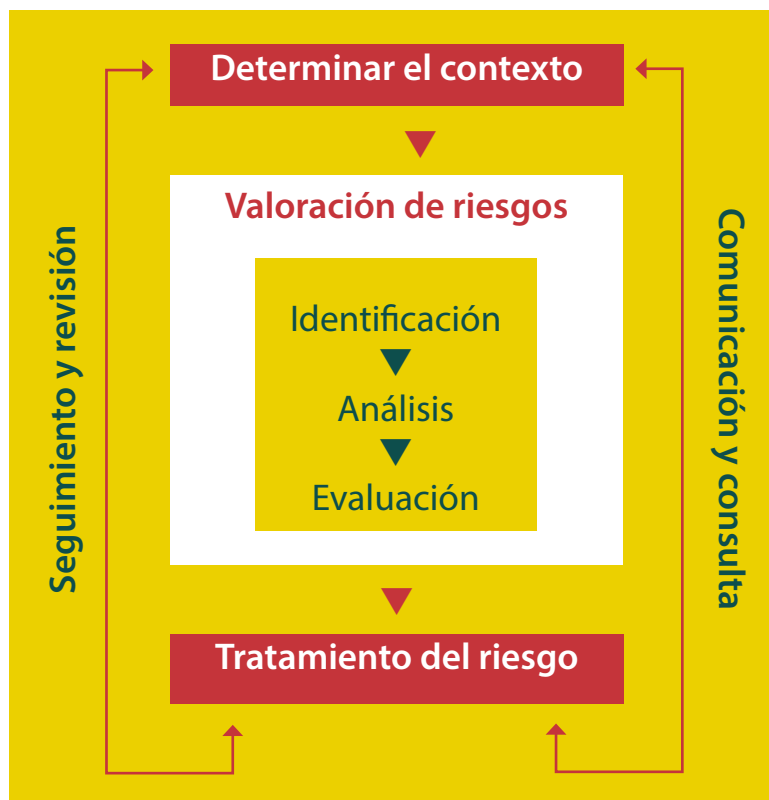 Determinar el contexto
Valoración de riesgos
Identificación
Análisis
Evaluación
Tratamiento del riesgo
Seguimiento y revisión
Comunicación y consulta